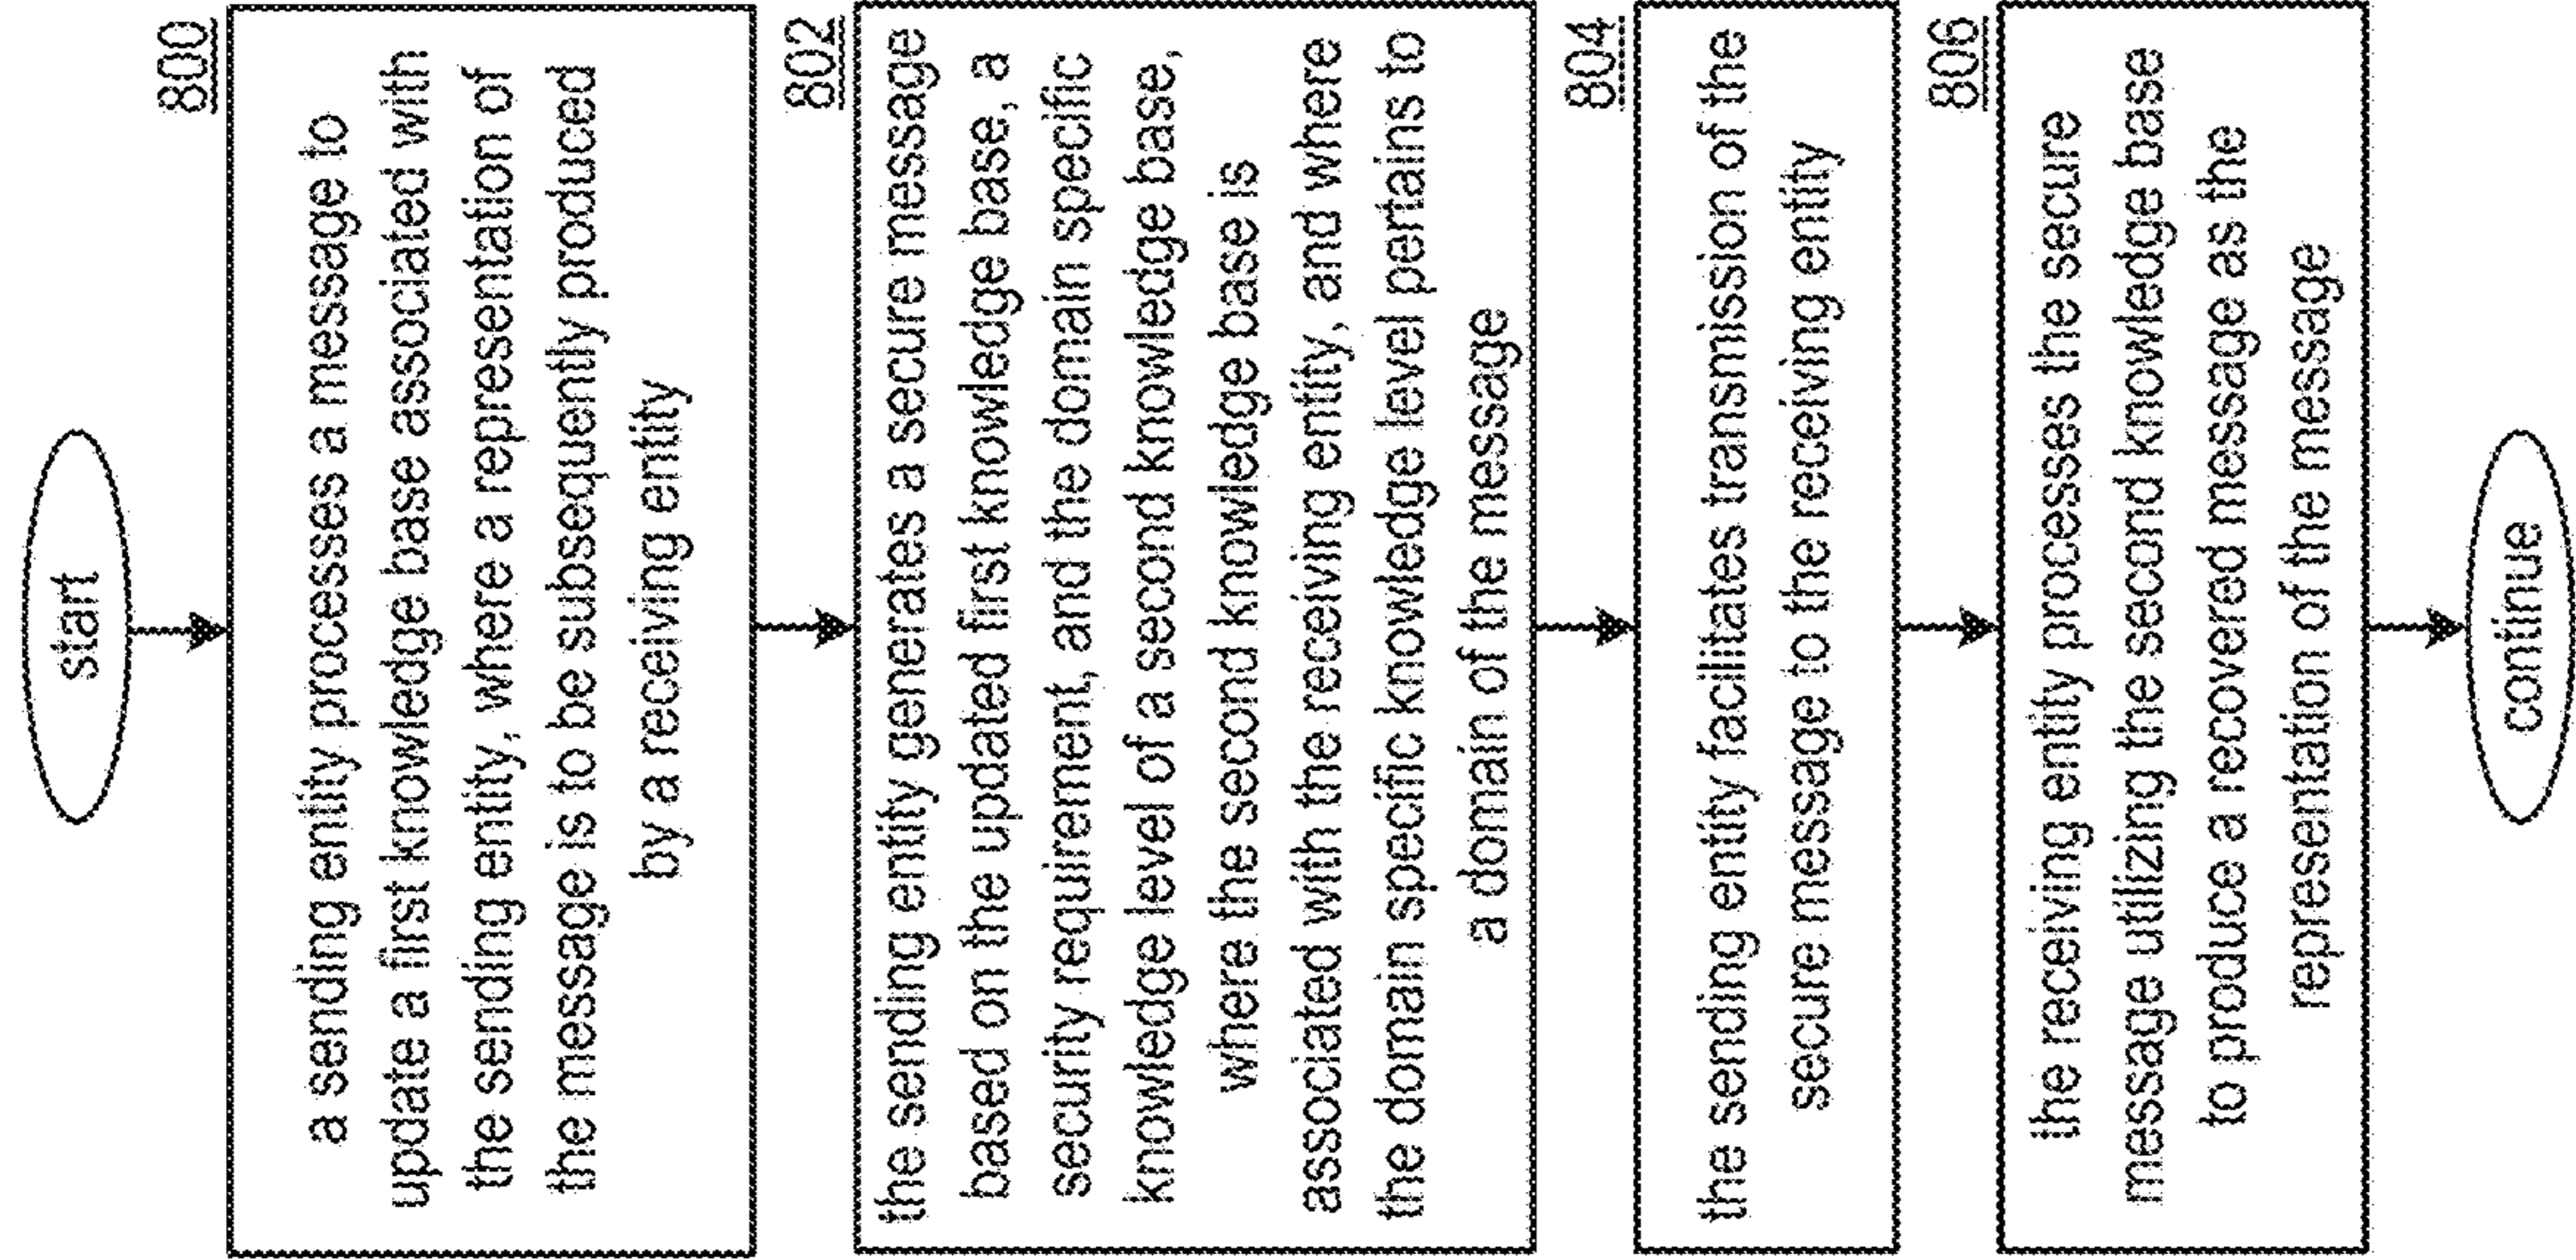 start
800
a sending entity processes a message to
update a first knowledge base associated with
the sending entity, where a representation of
the message is to be subsequently produced
by a receiving entity
802
the sending entity generates a secure message
based on the updated first knowledge base, a
security requirement, and the domain specific
knowledge level of a second knowledge base,
where the second knowledge base is
associated with the receiving entity, and where
the domain specific knowledge level pertains to
a domain of the message
804
the sending entity facilitates transmission of the
secure message to the receiving entity
806
the receiving entity processes the secure
message utilizing the second knowledge base
to produce a recovered message as the
representation of the message
continue